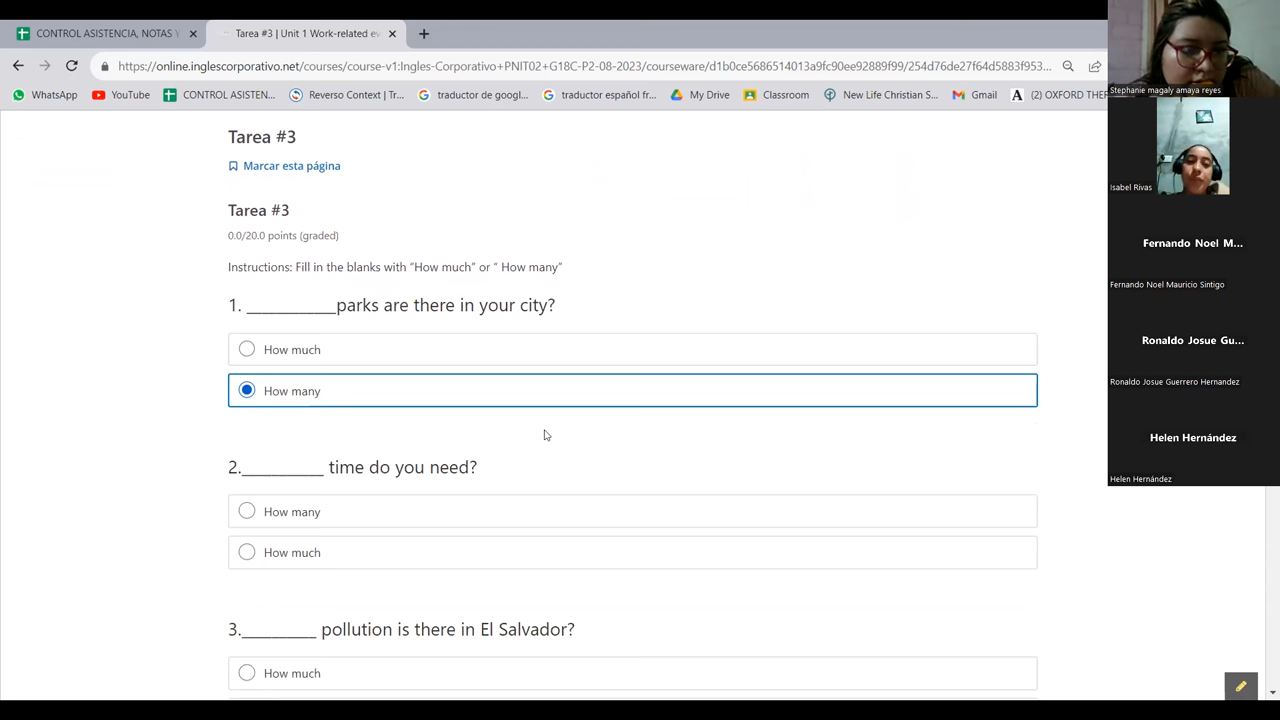 CONTROL ASISTENCIA, NOTAS Y
Tarea #3 | Unit 1 Work-related ev
https://online.inglescorporativo.net/courses/course-v1:Ingles-Corporativo+PNIT02+G18C-P2-08-2023/courseware/d1b0ce5686514013a9fc90ee92889f99/254d76de27f64d5883f953...
WhatsApp
YouTube
CONTROL ASISTEN...
Reverso Context | Tr...
traductor de googl...
traductor español fr...
My Drive
Classroom
New Life Christian S...
Gmail
(2) OXFORD THE
Tarea #3
Marcar esta página
Tarea #3
0.0/20.0 points (graded)
Instructions: Fill in the blanks with “How much” or “ How many”
1. __________parks are there in your city?
How much
How many
2.__________ time do you need?
How many
How much
3._________ pollution is there in El Salvador?
How much
Stephanie magaly amaya reyes
Isabel Rivas
Fernando Noel M...
Fernando Noel Mauricio Sintigo
Ronaldo Josue Gu...
Ronaldo Josue Guerrero Hernandez
Helen Hernández
Helen Hernández